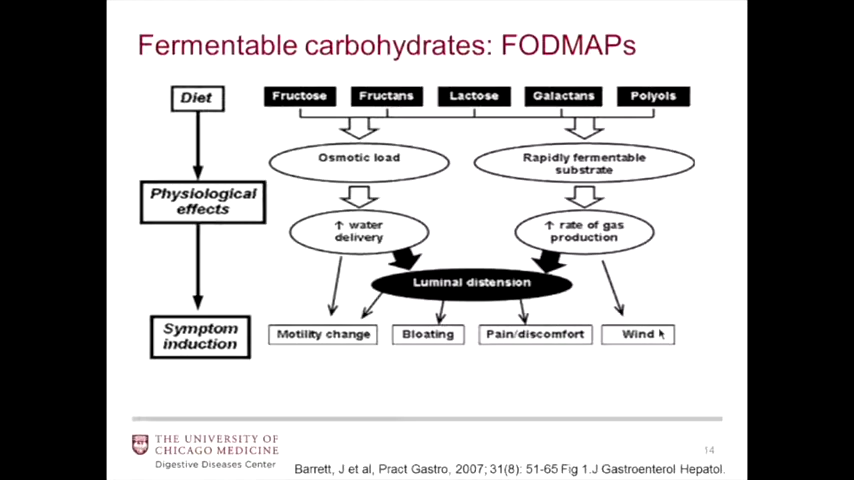 Fermentable carbohydrates: FODMAPs
Diet
Fructose
Fructans
Lactose
Galactans
Polyols
Osmotic load
Rapidly fermentable
substrate
Physiological
effects
↑ water
delivery
↑ rate of gas
production
Luminal distension
Symptom
induction
Motility change
Bloating
Pain/discomfort
Wind
THE UNIVERSITY OF
CHICAGO MEDICINE
Digestive Diseases Center
14
Barrett, J et al, Pract Gastro, 2007; 31(8): 51-65 Fig 1.J Gastroenterol Hepatol.